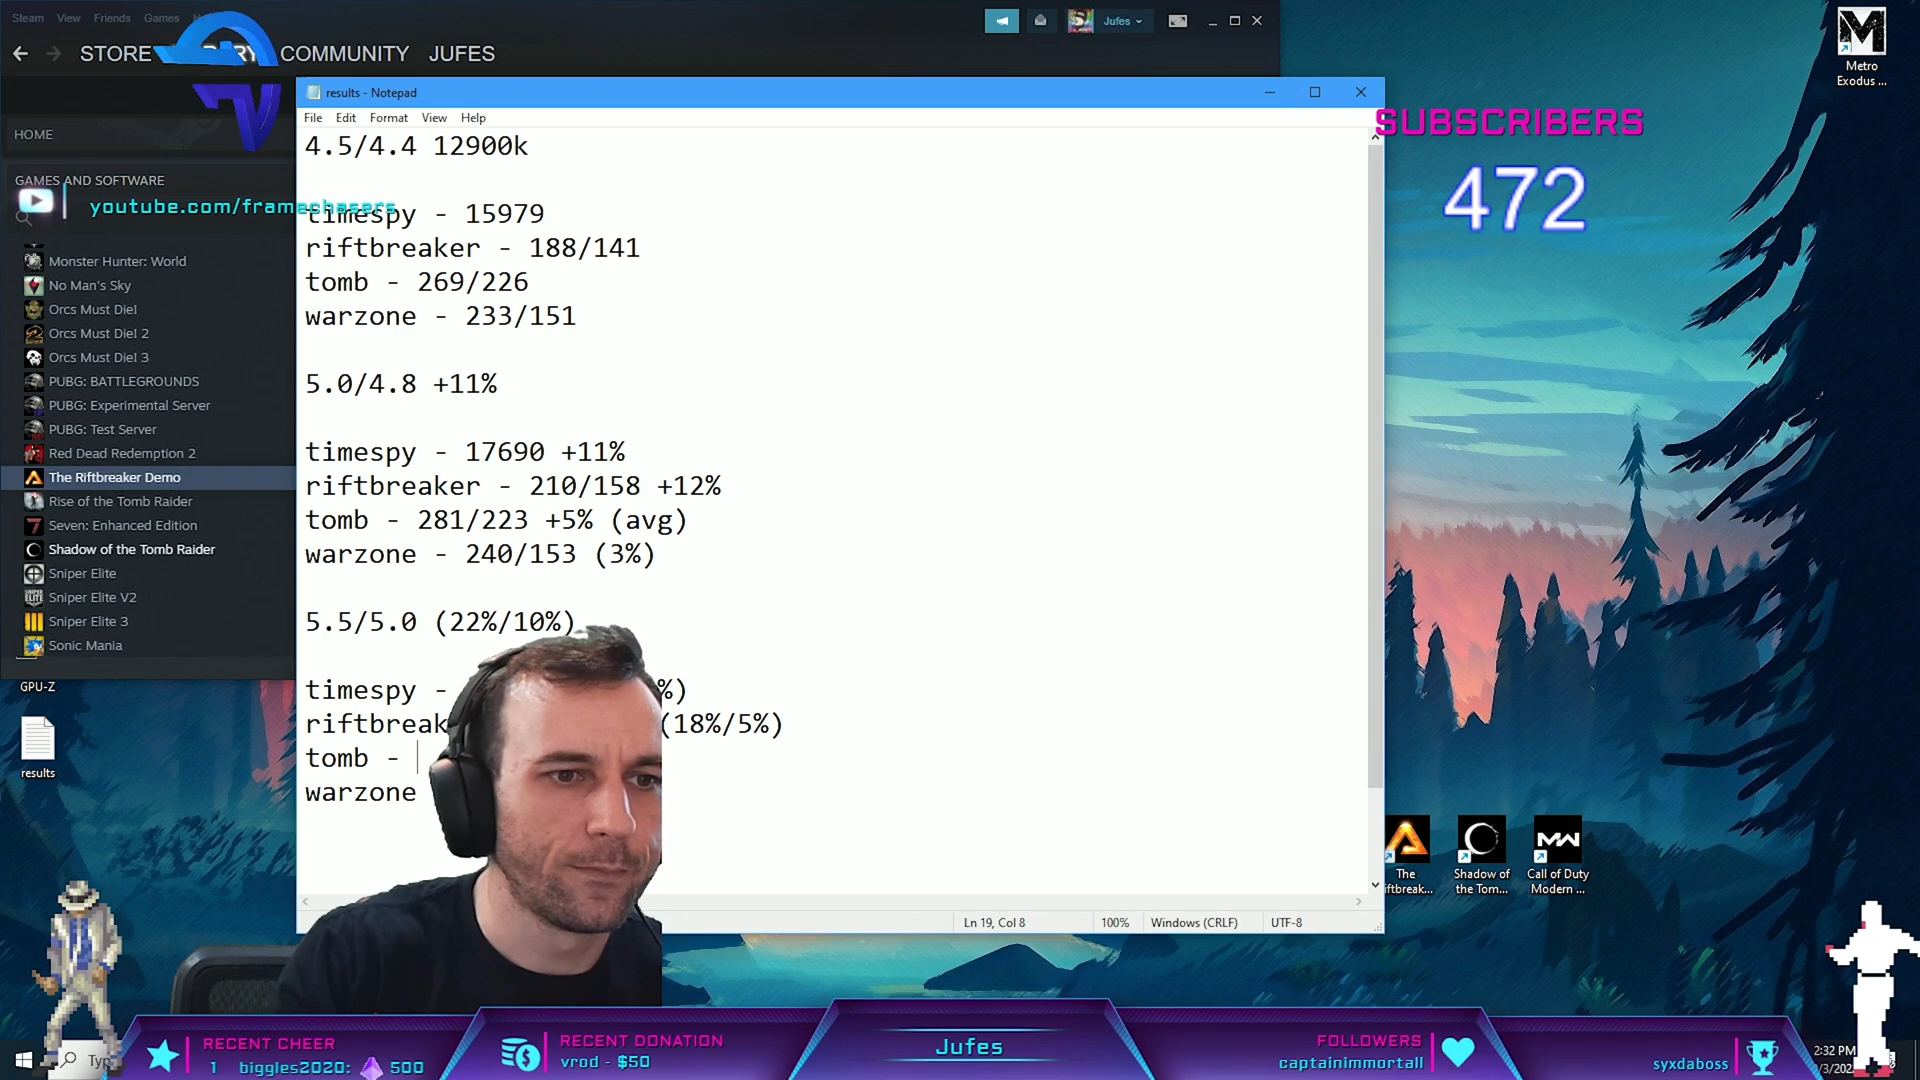 Steam View Friends Games
Jufes
STORE COMMUNITY JUFES
Metro
Exodus ...
results - Notepad
HOME
File Edit Format View Help
SUBSCRIBERS
472
4.5/4.4 12900k
GAMES AND SOFTWARE
youtube.com/framechasers
timespy - 15979
riftbreaker - 188/141
tomb - 269/226
warzone - 233/151
5.0/4.8 +11%
timespy - 17690 +11%
riftbreaker - 210/158 +12%
tomb - 281/223 +5% (avg)
warzone - 240/153 (3%)
5.5/5.0 (22%/10%)
timespy - %)
riftbreak (18%/5%)
tomb -
warzone
Monster Hunter: World
No Man's Sky
Orcs Must Die!
Orcs Must Die! 2
Orcs Must Die! 3
PUBG: BATTLEGROUNDS
PUBG: Experimental Server
PUBG: Test Server
Red Dead Redemption 2
The Riftbreaker Demo
Rise of the Tomb Raider
Seven: Enhanced Edition
Shadow of the Tomb Raider
Sniper Elite
Sniper Elite V2
Sniper Elite 3
Sonic Mania
GPU-Z
results
The
iftbreak...
Shadow of
the Tom...
Call of Duty
Modern ...
Ln 19, Col 8 100% Windows (CRLF) UTF-8
RECENT CHEER
1 biggles2020: 500
RECENT DONATION
vrod - $50
Jufes
FOLLOWERS
captainimmortall
syxdaboss
2:32 PM
Typ